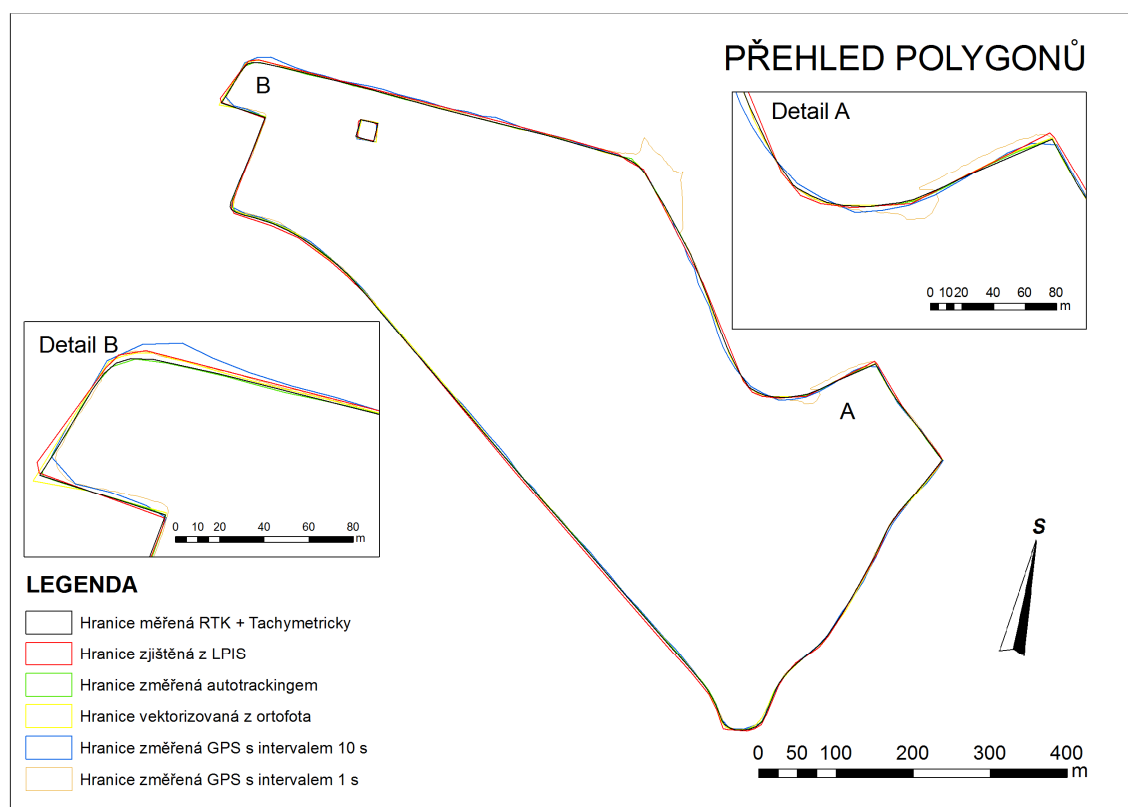 PŘEHLED POLYGONŮ
B
Detail A
0 10 20 40 60 80
m
Detail B
0 10 20 40 60 80
m
A
S
LEGENDA
Hranice měřená RTK + Tachymetricky
Hranice zjištěná z LPIS
Hranice změřená autotrackingem
Hranice vektorizovaná z ortofota
Hranice změřená GPS s intervalem 10 s
Hranice změřená GPS s intervalem 1 s
0 50 100 200 300 400
m